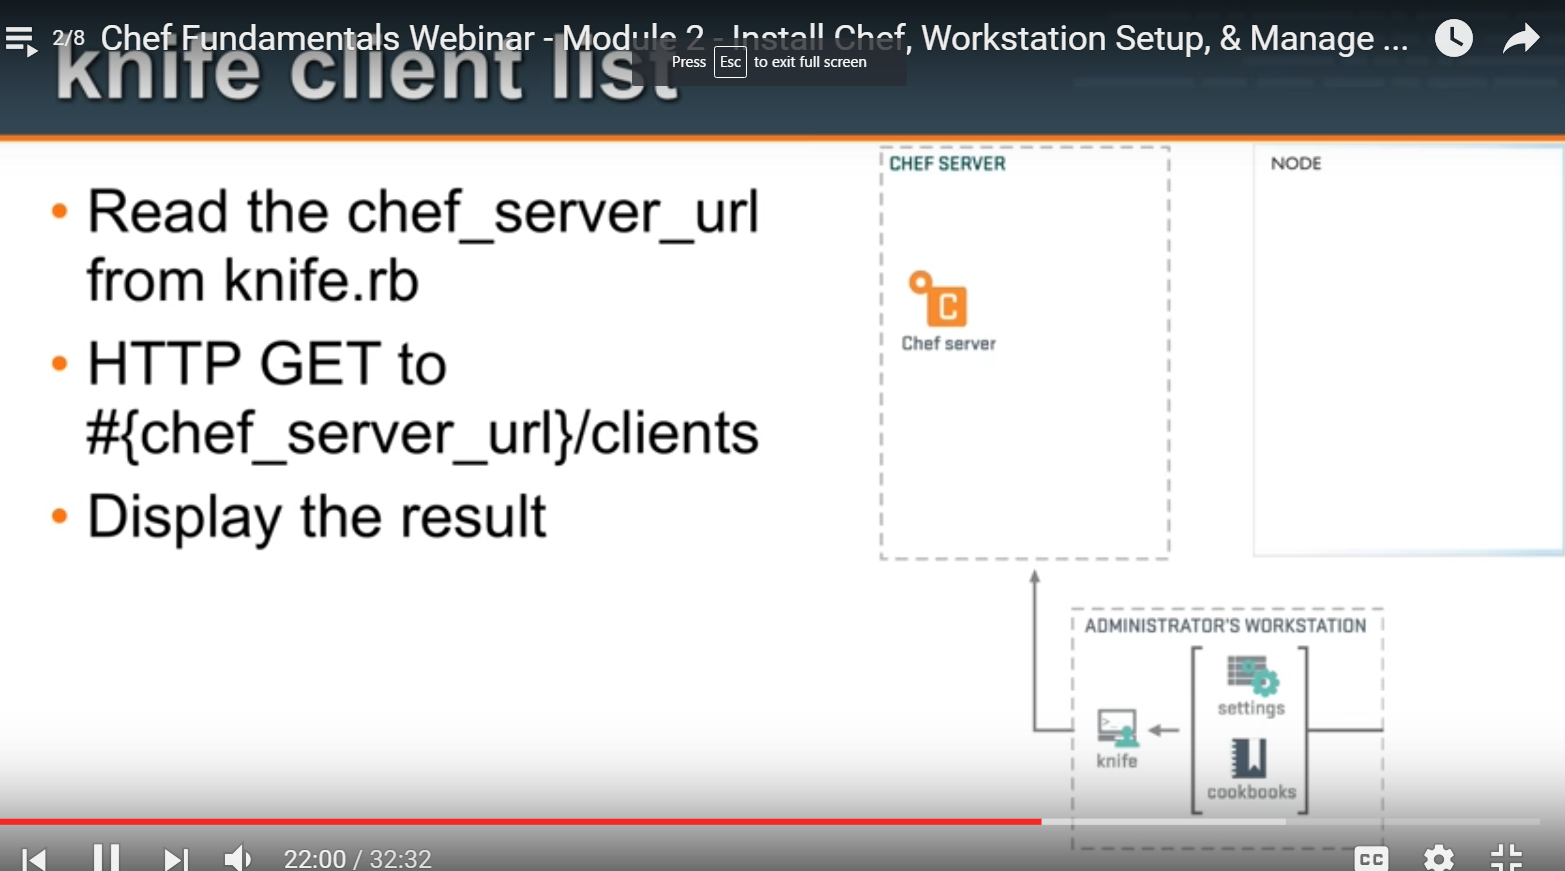 2/8 Chef Fundamentals Webinar - Module 2 - Install Chef, Workstation Setup, & Manage ...
Press Esc to exit full screen
knife client list
• Read the chef_server_url
from knife.rb
• HTTP GET to
#{chef_server_url}/clients
• Display the result
CHEF SERVER
C
Chef server
NODE
ADMINISTRATOR'S WORKSTATION
>_
knife
settings
cookbooks
22:00 / 32:32
CC